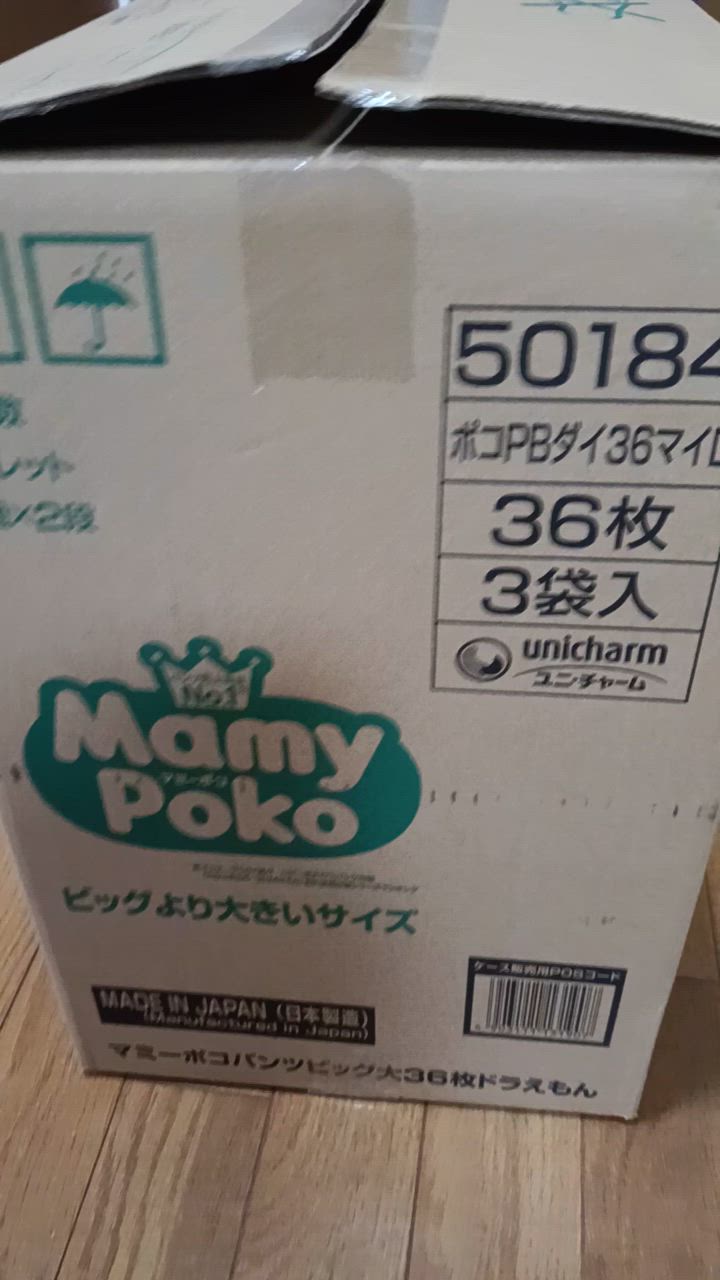 50184
ポコPBダイ36マイ
36枚
3袋入
unicharm
ユニ・チャーム
2段
No.1
Mamy
マミーポコ
Poko
ビッグより大きいサイズ
ケース販売用POSコード
MADE IN JAPAN (日本製造)
(Manufactured in Japan)
マミーポコパンツビッグ大36枚ドラえもん